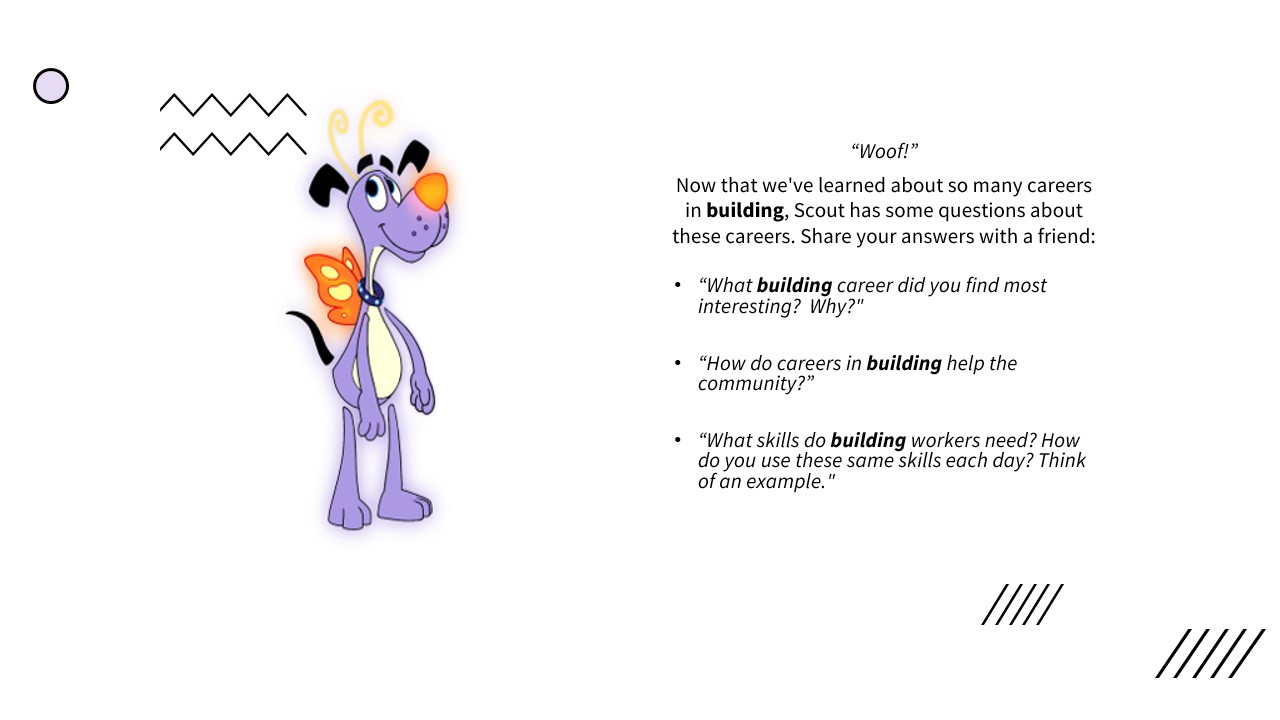 “Woof!”
Now that we've learned about so many careers
in building, Scout has some questions about
these careers. Share your answers with a friend:
• “What building career did you find most
interesting?  Why?"
• “How do careers in building help the
community?”
• “What skills do building workers need? How
do you use these same skills each day? Think
of an example."